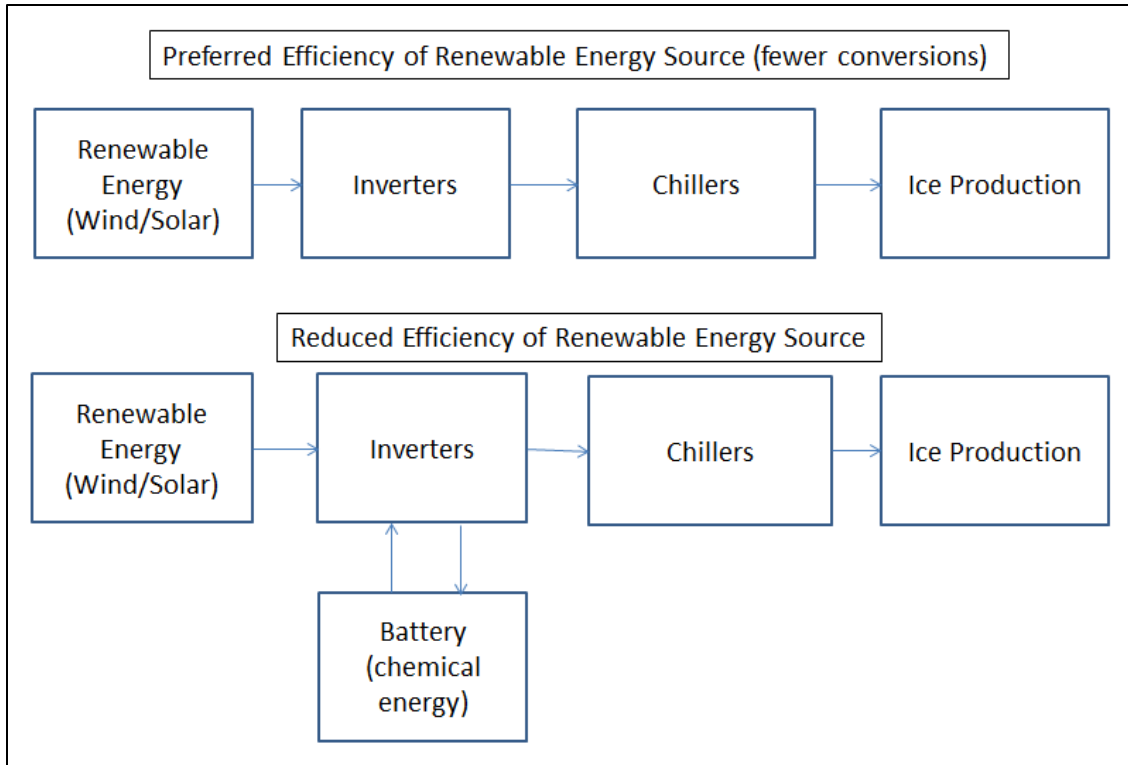 Preferred Efficiency of Renewable Energy Source (fewer conversions)
Renewable
Energy
(Wind/Solar)
Inverters
Chillers
Ice Production
Reduced Efficiency of Renewable Energy Source
Renewable
Energy
(Wind/Solar)
Inverters
Chillers
Ice Production
Battery
(chemical
energy)